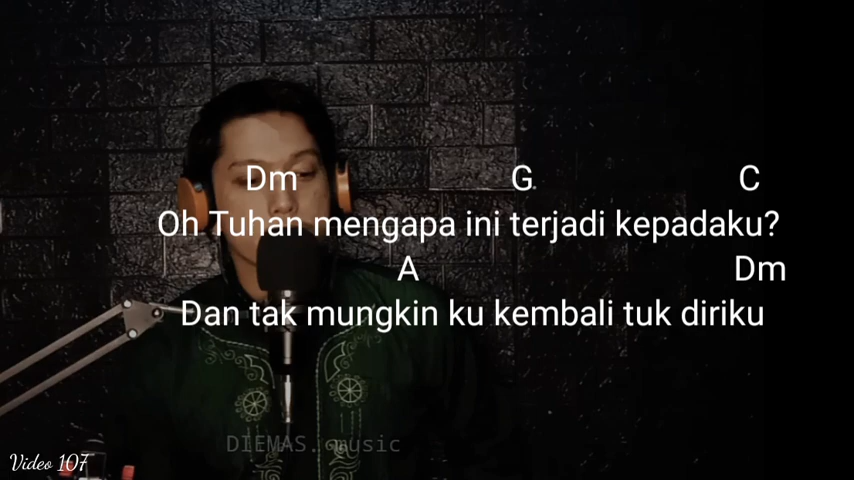 Dm G C
Oh Tuhan mengapa ini terjadi kepadaku?
A Dm
Dan tak mungkin ku kembali tuk diriku
DIEMAS. music
Video 107